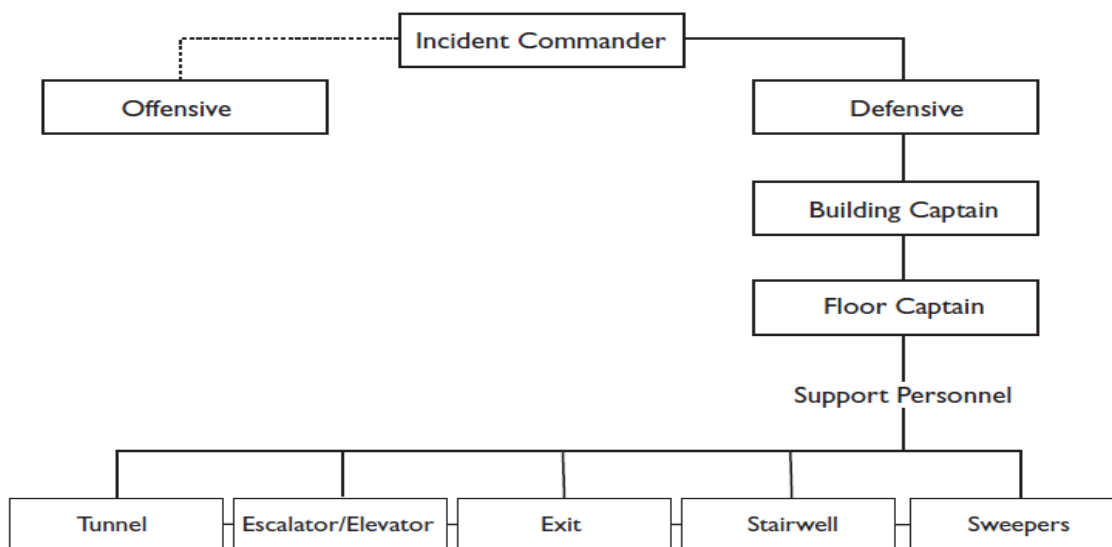 Incident Commander
Offensive
Defensive
Building Captain
Floor Captain
Support Personnel
Tunnel
Escalator/Elevator
Exit
Stairwell
Sweepers